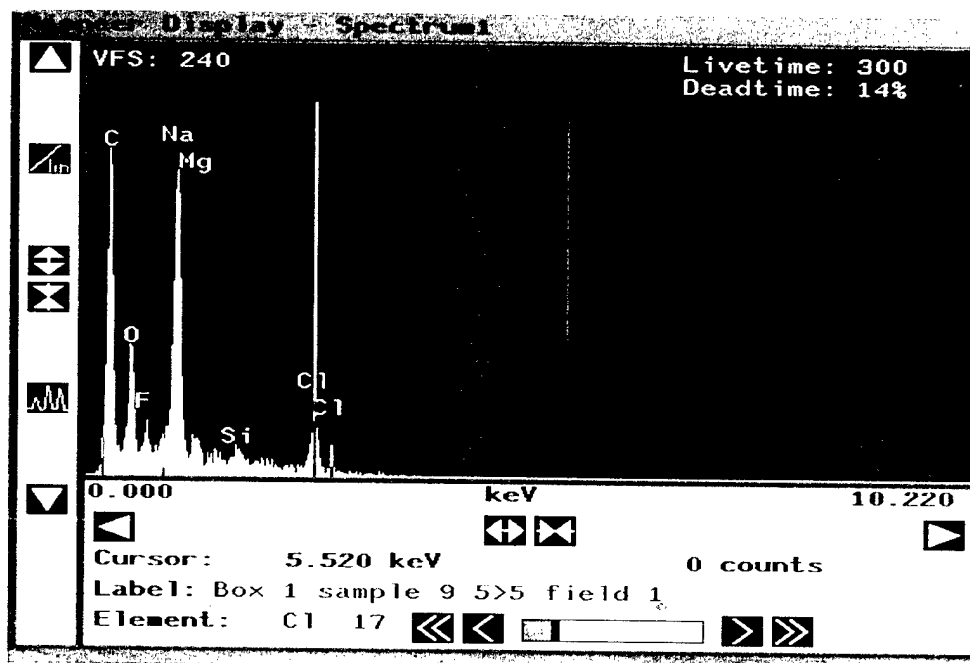 Display - Spectrum1
VFS: 240
Livetime: 300
Deadtime: 14%
C
Na
Mg
lin
O
F
Cl
Cl
Si
0.000
keV
10.220
Cursor: 5.520 keV
0 counts
Label: Box 1 sample 9 5>5 field 1
Element: Cl 17